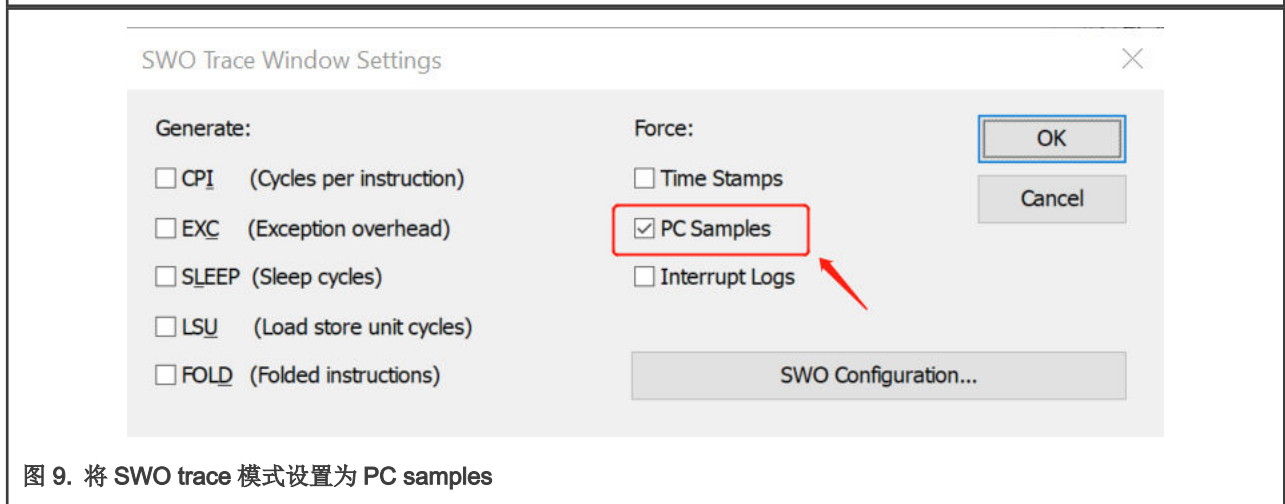 SWO Trace Window Settings
Generate:
CPI (Cycles per instruction)
EXC (Exception overhead)
SLEEP (Sleep cycles)
LSU (Load store unit cycles)
FOLD (Folded instructions)
Force:
Time Stamps
PC Samples
Interrupt Logs
OK
Cancel
SWO Configuration...
图 9. 将 SWO trace 模式设置为 PC samples